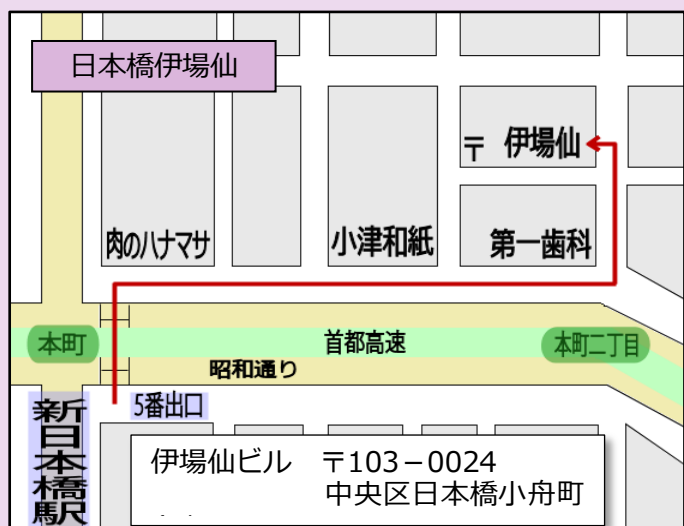 日本橋伊場仙
〒 伊場仙
肉のハナマサ
小津和紙
第一歯科
本町
首都高速
本町二丁目
昭和通り
5番出口
新日本橋駅
伊場仙ビル 〒103-0024
中央区日本橋小舟町